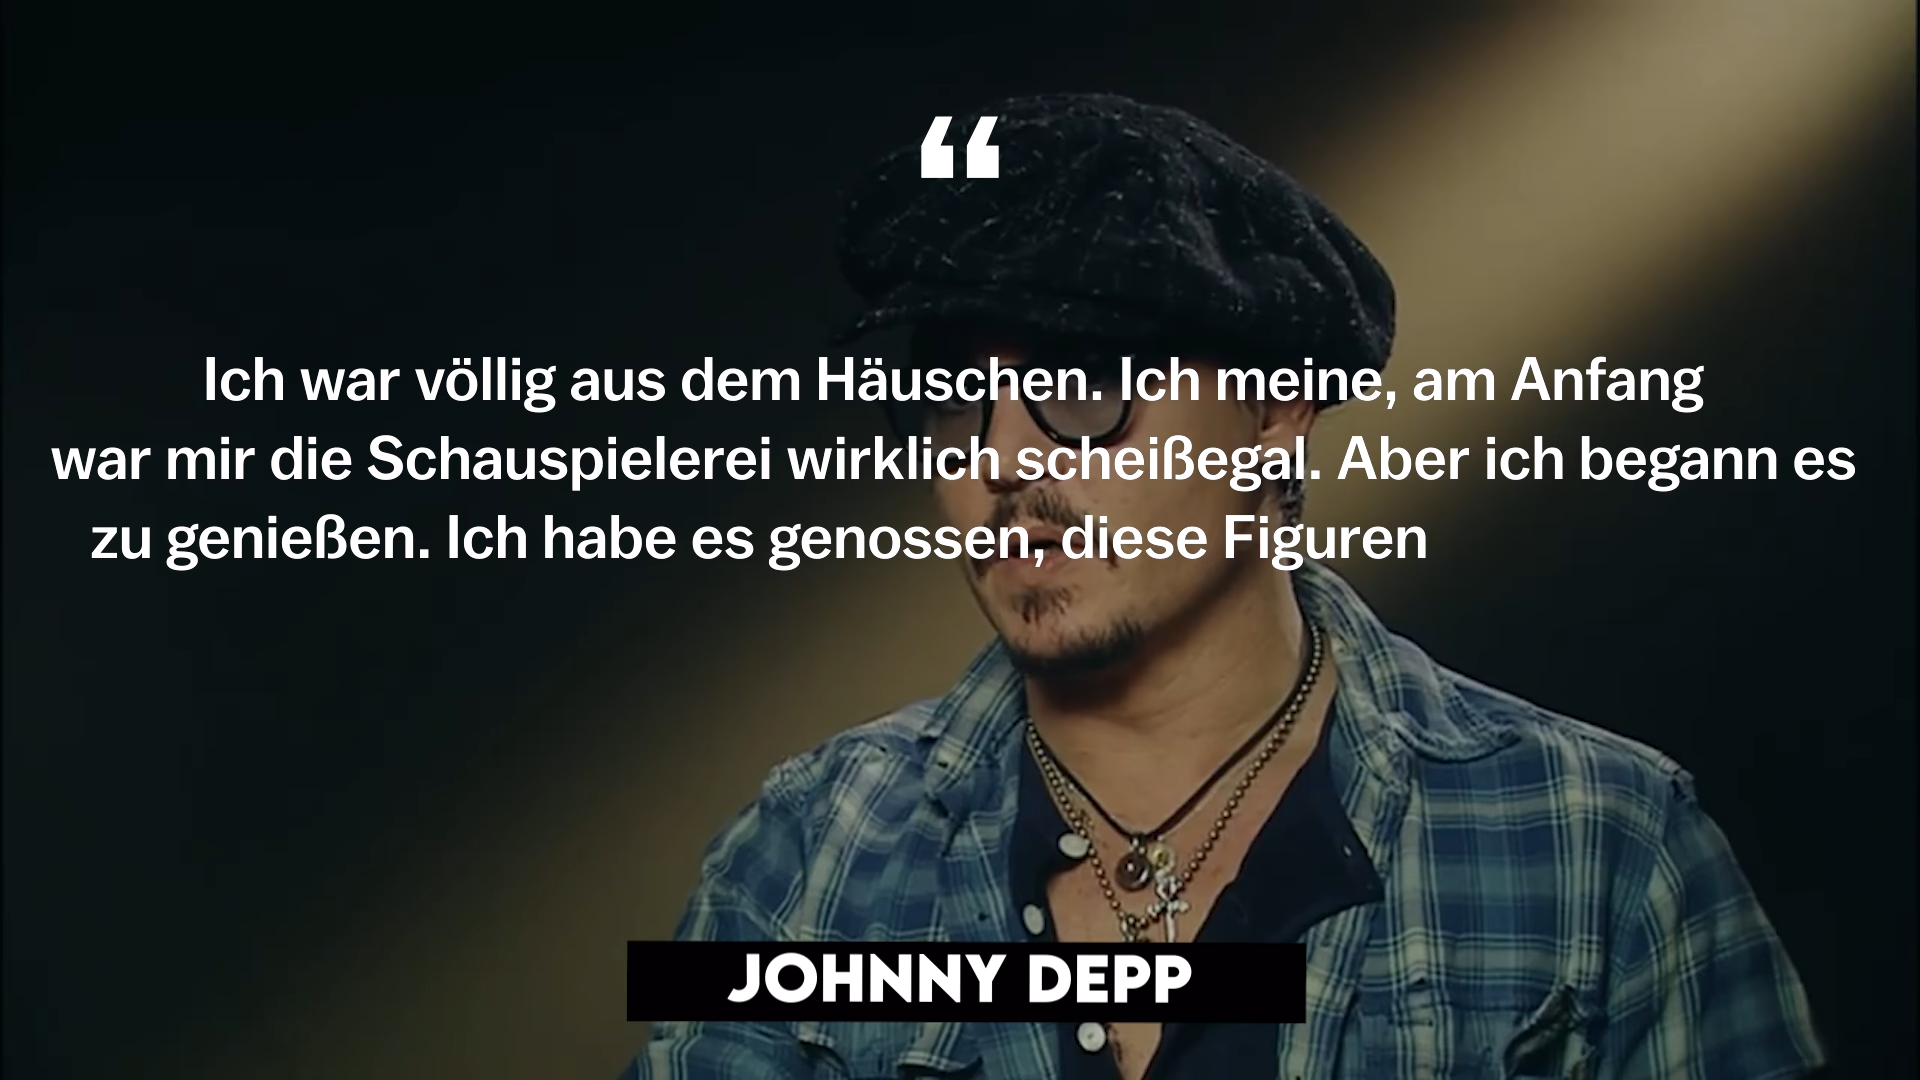 “
Ich war völlig aus dem Häuschen. Ich meine, am Anfang
war mir die Schauspielerei wirklich scheißegal. Aber ich begann es
zu genießen. Ich habe es genossen, diese Figuren
JOHNNY DEPP